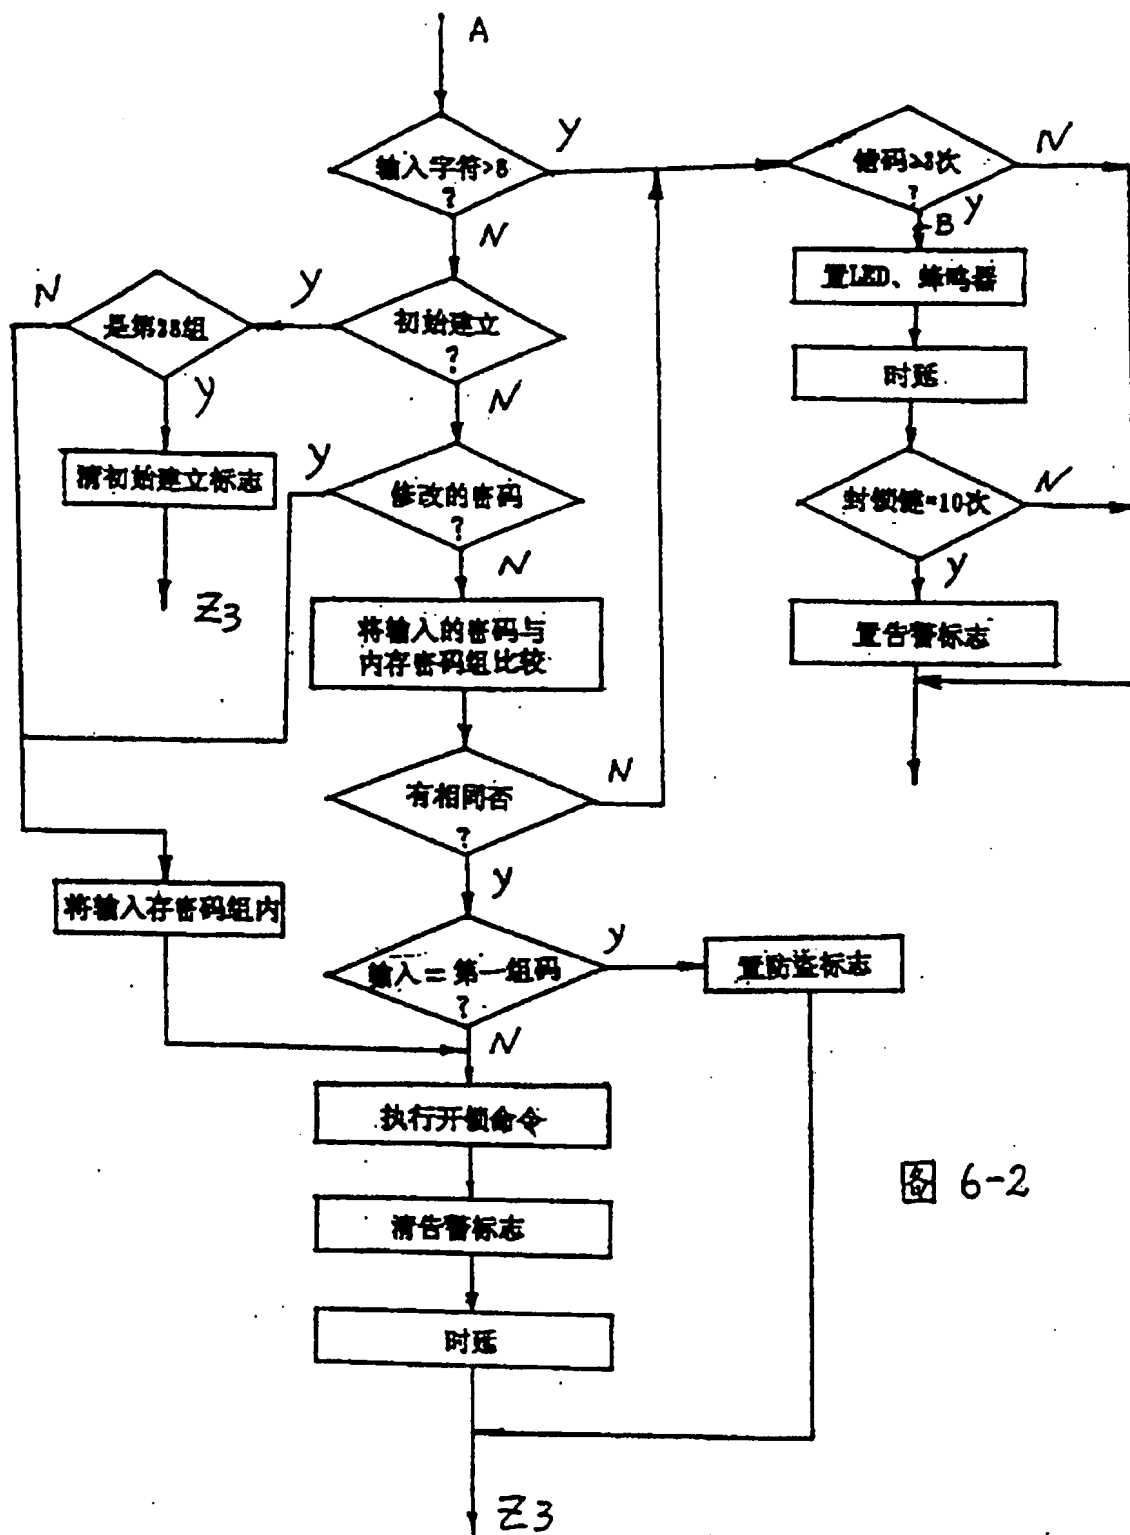 A
输入字符>8
?
Y
N
错码>3次
?
N
Y
B
置LED、蜂鸣器
时延
封锁键=10次
N
Y
置告警标志
初始建立
?
Y
N
是第38组
N
Y
清初始建立标志
Z3
修改的密码
?
Y
N
将输入的密码与
内存密码组比较
有相同否
?
N
Y
将输入存密码组内
输入=第一组码
?
Y
N
置防盗标志
执行开锁命令
清告警标志
时延
Z3
图 6-2